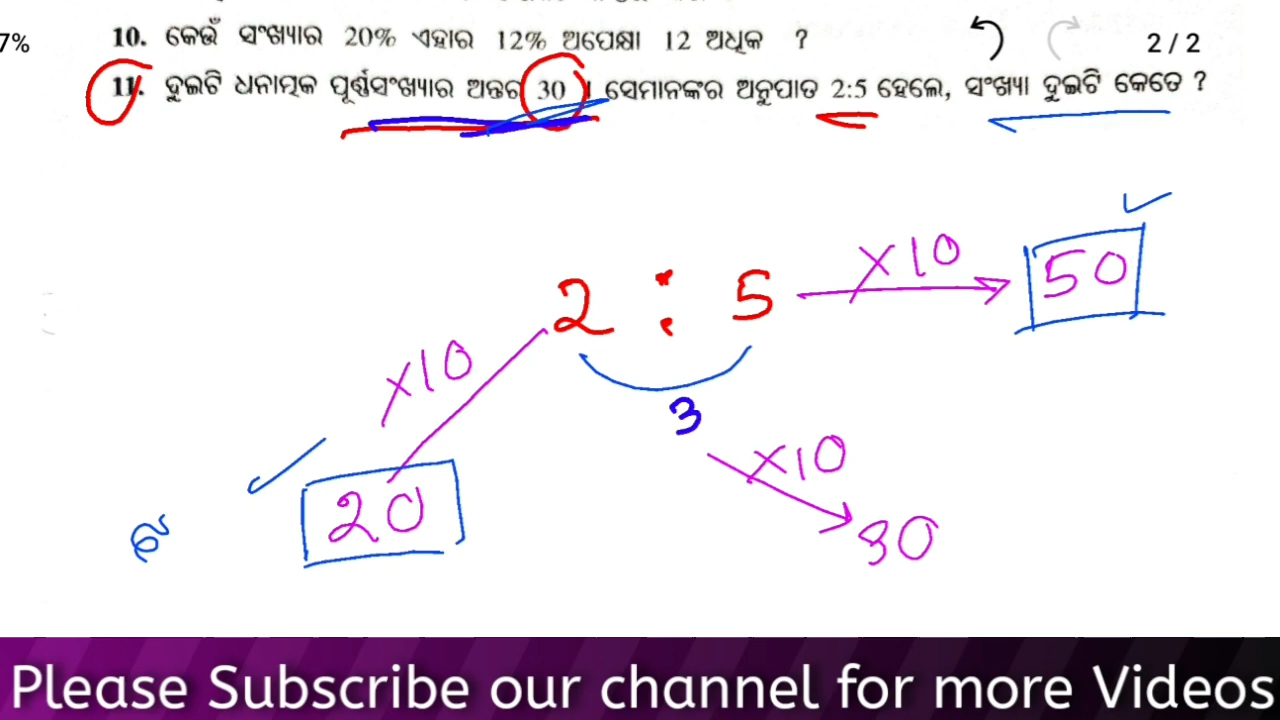 7%
10. କେଉଁ ସଂଖ୍ୟାର 20% ଏହାର 12% ଅପେକ୍ଷା 12 ଅଧିକ ?
2 / 2
11. ଦୁଇଟି ଧନାତ୍ମକ ପୂର୍ଣ୍ଣସଂଖ୍ୟାର ଅନ୍ତର 30 । ସେମାନଙ୍କର ଅନୁପାତ 2:5 ହେଲେ, ସଂଖ୍ୟା ଦୁଇଟି କେତେ ?
2 : 5
×10
50
×10
3
×10
20
30
Please Subscribe our channel for more Videos